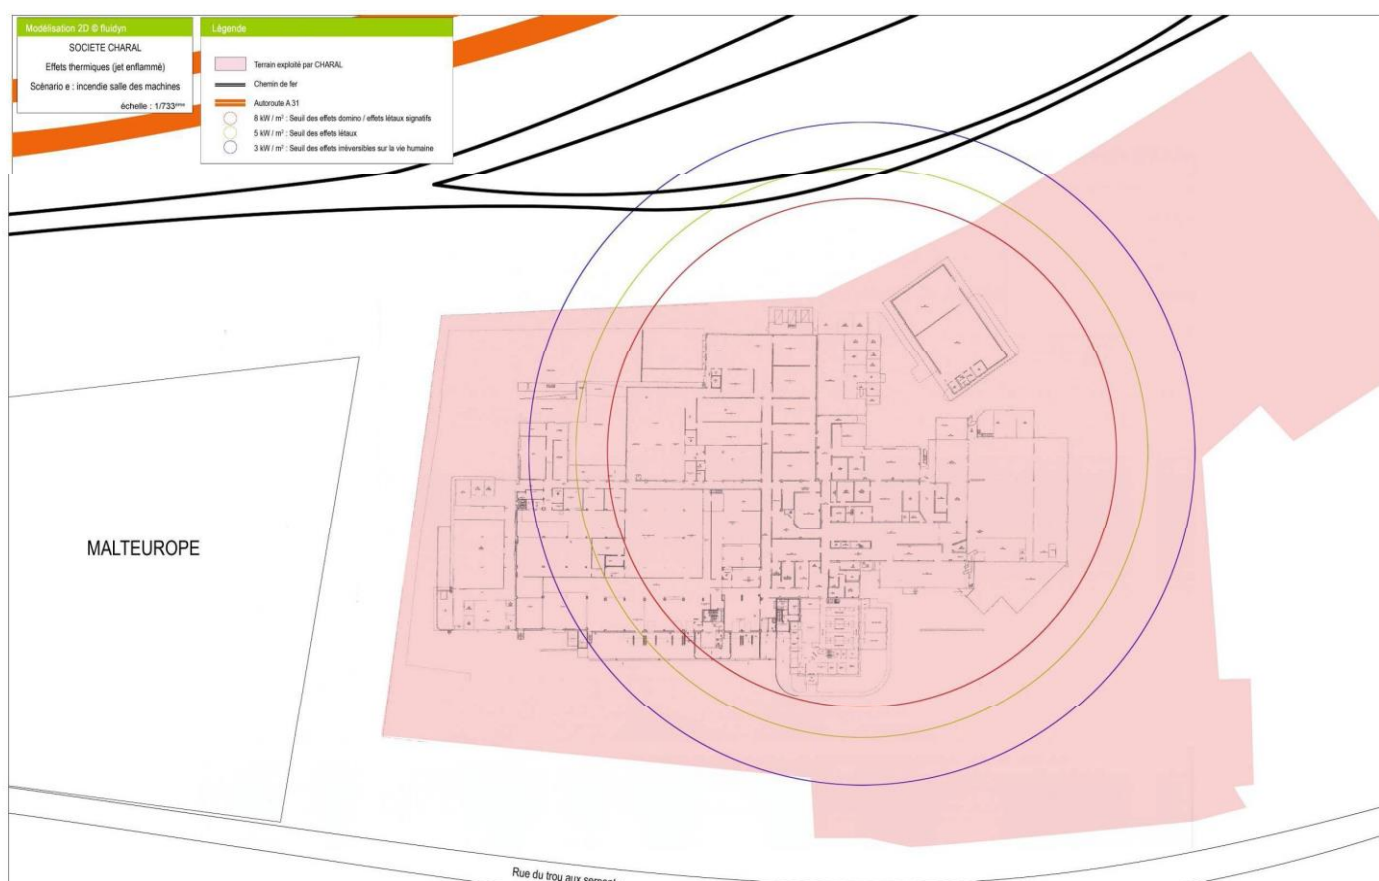 Modélisation 2D © fluidyn
SOCIETE CHARAL
Effets thermiques (jet enflammé)
Scénario e : incendie salle des machines
échelle : 1/733ème
Légende
Terrain exploité par CHARAL
Chemin de fer
Autoroute A 31
8 kW / m² : Seuil des effets domino / effets létaux signatifs
5 kW / m² : Seuil des effets létaux
3 kW / m² : Seuil des effets irréversibles sur la vie humaine
MALTEUROPE
Rue du trou aux